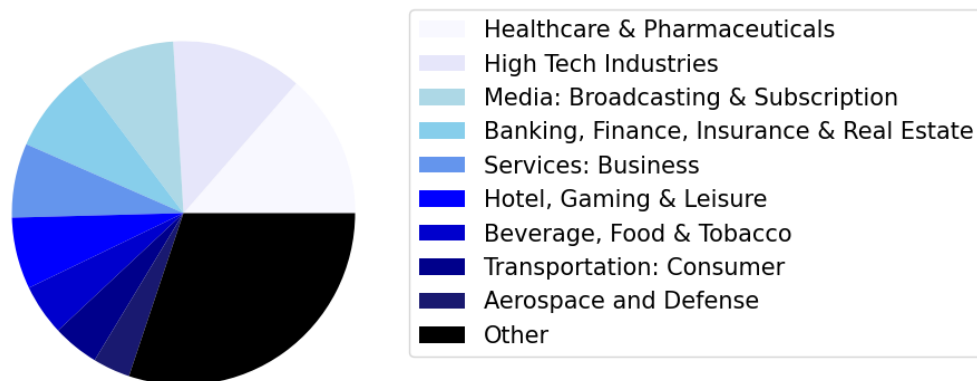 Healthcare & Pharmaceuticals
High Tech Industries
Media: Broadcasting & Subscription
Banking, Finance, Insurance & Real Estate
Services: Business
Hotel, Gaming & Leisure
Beverage, Food & Tobacco
Transportation: Consumer
Aerospace and Defense
Other